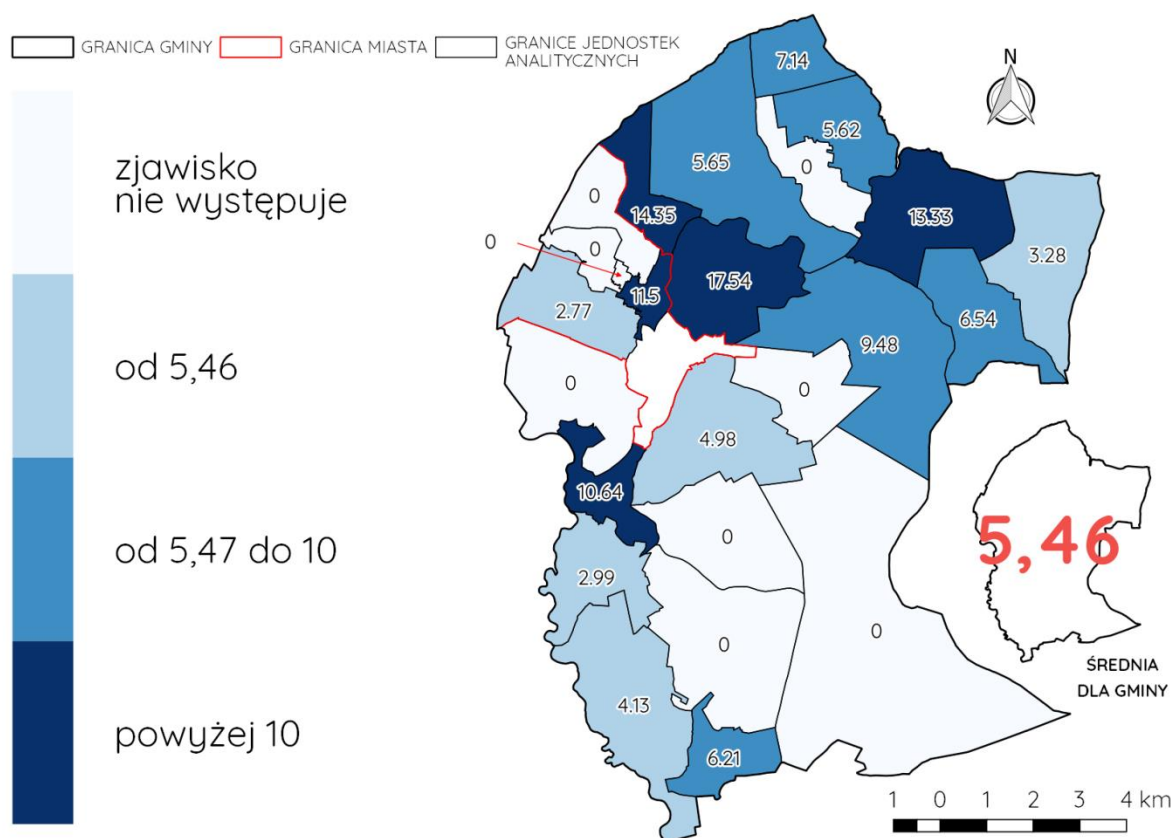 GRANICA GMINY
GRANICA MIASTA
GRANICE JEDNOSTEK
ANALITYCZNYCH
zjawisko
nie występuje
od 5,46
od 5,47 do 10
powyżej 10
N
7.14
5.62
5.65
0
0
14.35
13.33
0
0
3.28
17.54
11.5
2.77
6.54
9.48
0
0
4.98
10.64
0
2.99
0
0
4.13
6.21
5,46
ŚREDNIA
DLA GMINY
1 0 1 2 3 4 km